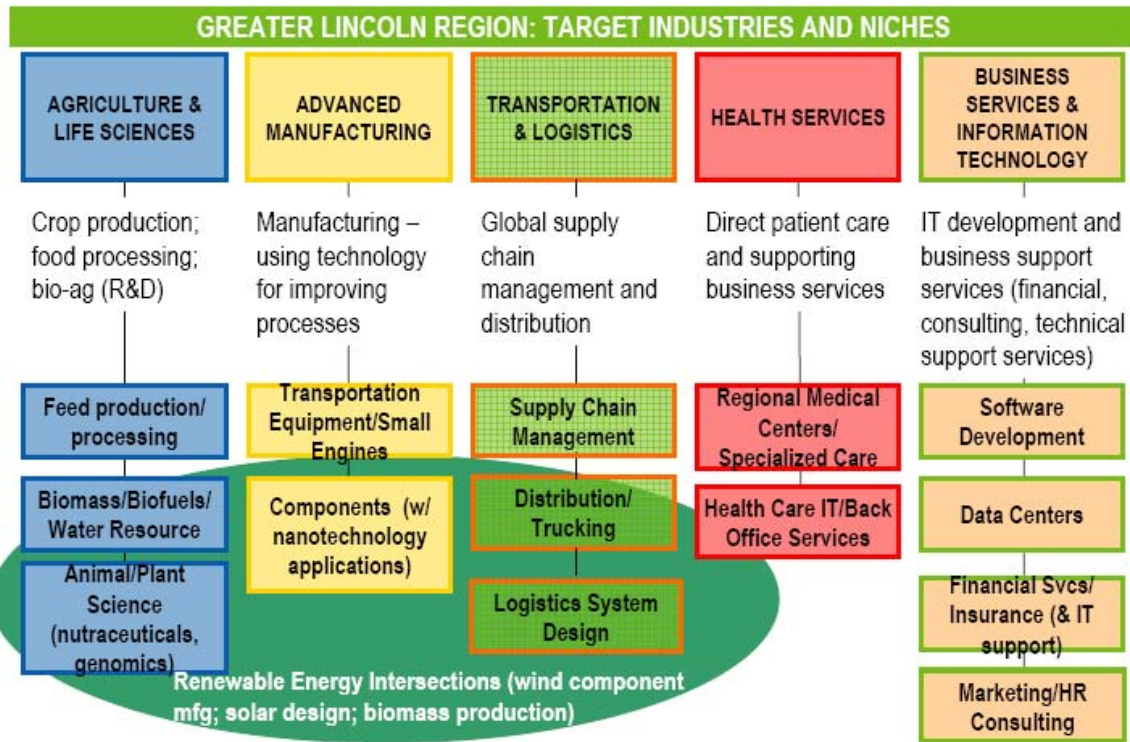 GREATER LINCOLN REGION: TARGET INDUSTRIES AND NICHES
AGRICULTURE &
LIFE SCIENCES
Crop production;
food processing;
bio-ag (R&D)
Feed production/
processing
Biomass/Biofuels/
Water Resource
Animal/Plant
Science
(nutraceuticals,
genomics)
ADVANCED
MANUFACTURING
Manufacturing –
using technology
for improving
processes
Transportation
Equipment/Small
Engines
Components (w/
nanotechnology
applications)
TRANSPORTATION
& LOGISTICS
Global supply
chain
management and
distribution
Supply Chain
Management
Distribution/
Trucking
Logistics System
Design
HEALTH SERVICES
Direct patient care
and supporting
business services
Regional Medical
Centers/
Specialized Care
Health Care IT/Back
Office Services
BUSINESS
SERVICES &
INFORMATION
TECHNOLOGY
IT development and
business support
services (financial,
consulting, technical
support services)
Software
Development
Data Centers
Financial Svcs/
Insurance (& IT
support)
Marketing/HR
Consulting
Renewable Energy Intersections (wind component
mfg; solar design; biomass production)